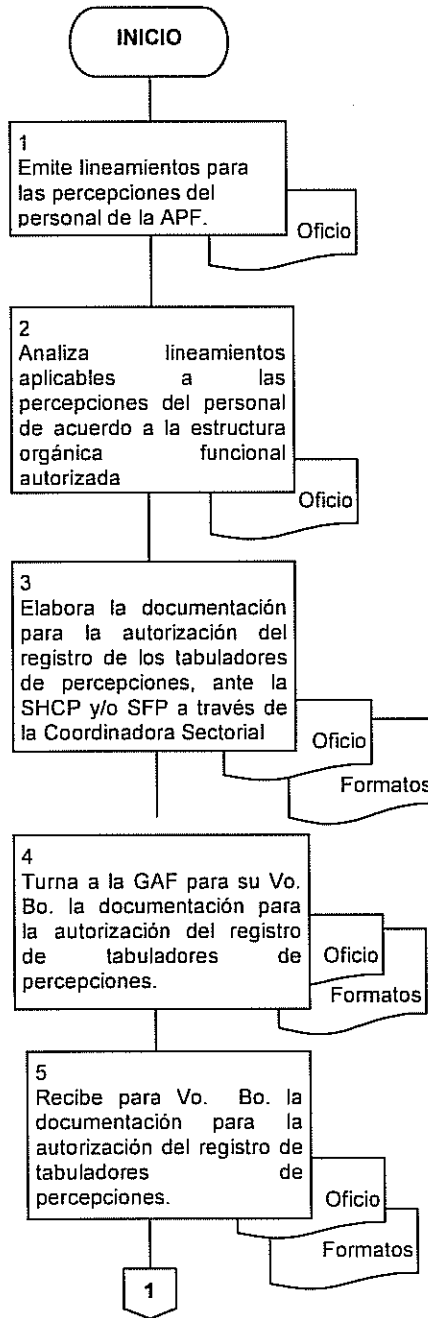 INICIO
1
Emite lineamientos para
las percepciones del
personal de la APF.
Oficio
2
Analiza lineamientos
aplicables a las
percepciones del personal
de acuerdo a la estructura
orgánica funcional
autorizada
Oficio
3
Elabora la documentación
para la autorización del
registro de los tabuladores
de percepciones, ante la
SHCP y/o SFP a través de
la Coordinadora Sectorial
Oficio
Formatos
4
Turna a la GAF para su Vo.
Bo. la documentación para
la autorización del registro
de tabuladores de
percepciones.
Oficio
Formatos
5
Recibe para Vo. Bo. la
documentación para la
autorización del registro de
tabuladores de
percepciones.
Oficio
Formatos
1